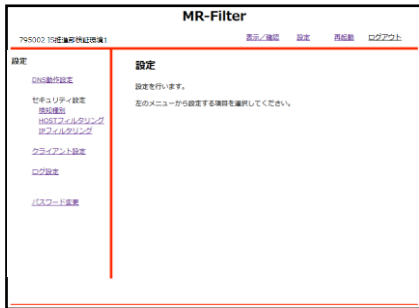 MR-Filter
795002 IS推進部検証環境1
表示／確認 設定 再起動 ログアウト
設定
DNS動作設定
セキュリティ設定
検知種別
HOSTフィルタリング
IPフィルタリング
クライアント設定
ログ設定
パスワード変更
設定
設定を行います。
左のメニューから設定する項目を選択してください。